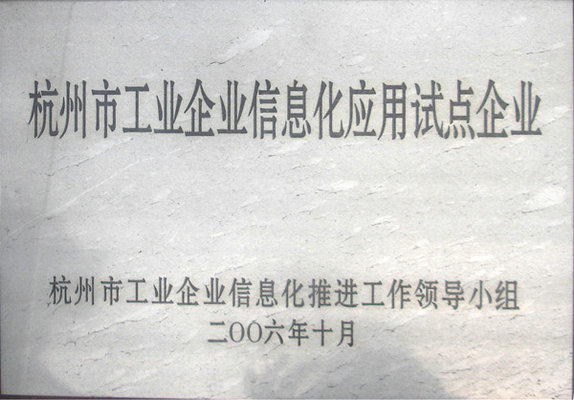 杭州市工业企业信息化应用试点企业
杭州市工业企业信息化推进工作领导小组
二〇〇六年十月